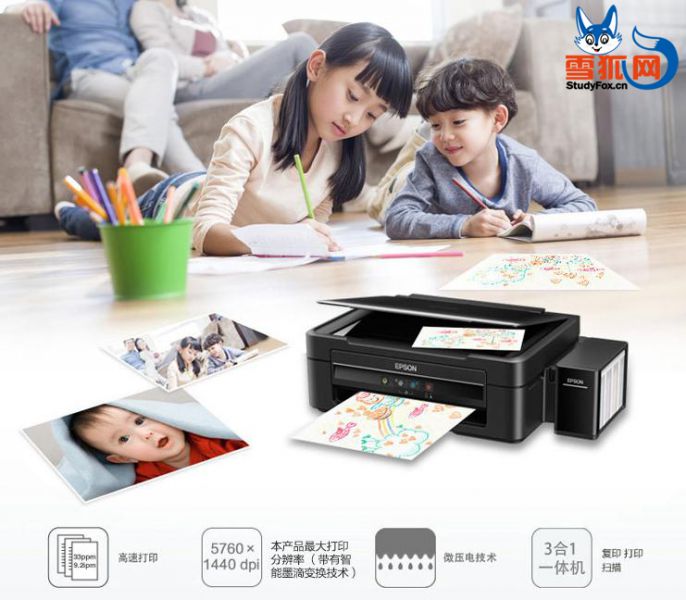 雪狐网
StudyFox.cn
EPSON
EPSON
33ppm
9.2ipm
高速打印
5760×
1440 dpi
本产品最大打印
分辨率（带有智
能墨滴变换技术）
微压电技术
3合1
一体机
复印 打印
扫描